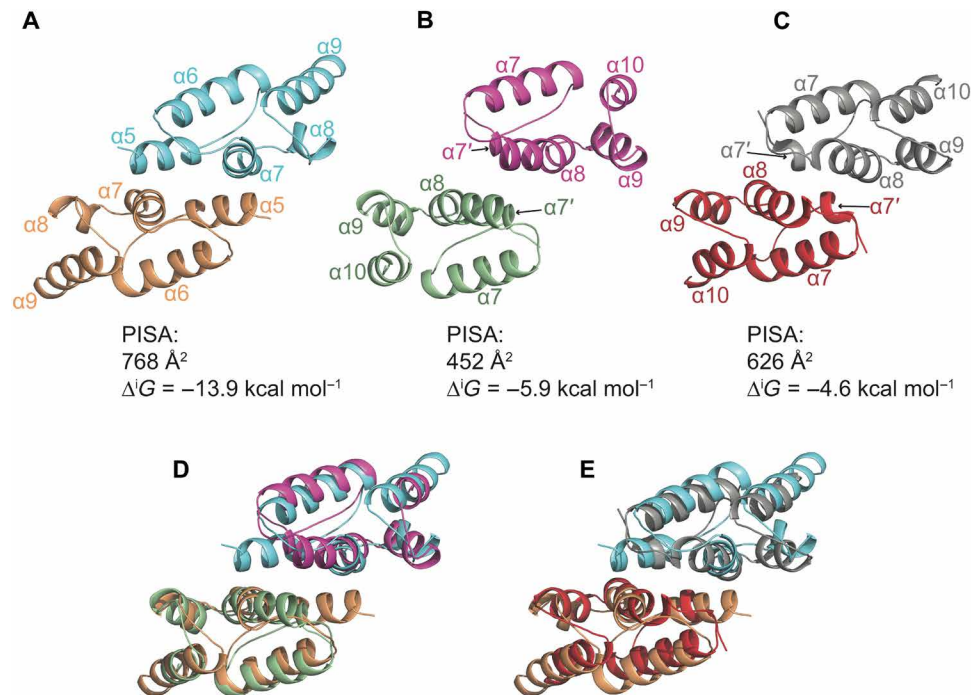 A
B
C
α9
α6
α5
α8
α7
α7
α5
α8
α6
α9
α7
α10
α7′
α8
α9
α8
α7′
α9
α10
α7
α7
α10
α7′
α9
α8
α8
α7′
α9
α7
α10
PISA:
768 Å²
ΔⁱG = –13.9 kcal mol⁻¹
PISA:
452 Å²
ΔⁱG = –5.9 kcal mol⁻¹
PISA:
626 Å²
ΔⁱG = –4.6 kcal mol⁻¹
D
E